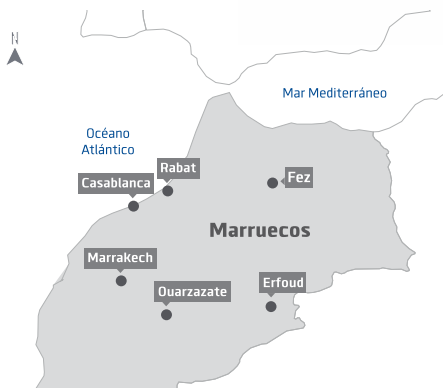 N
Mar Mediterráneo
Océano
Atlántico
Rabat
Casablanca
Fez
Marruecos
Marrakech
Ouarzazate
Erfoud